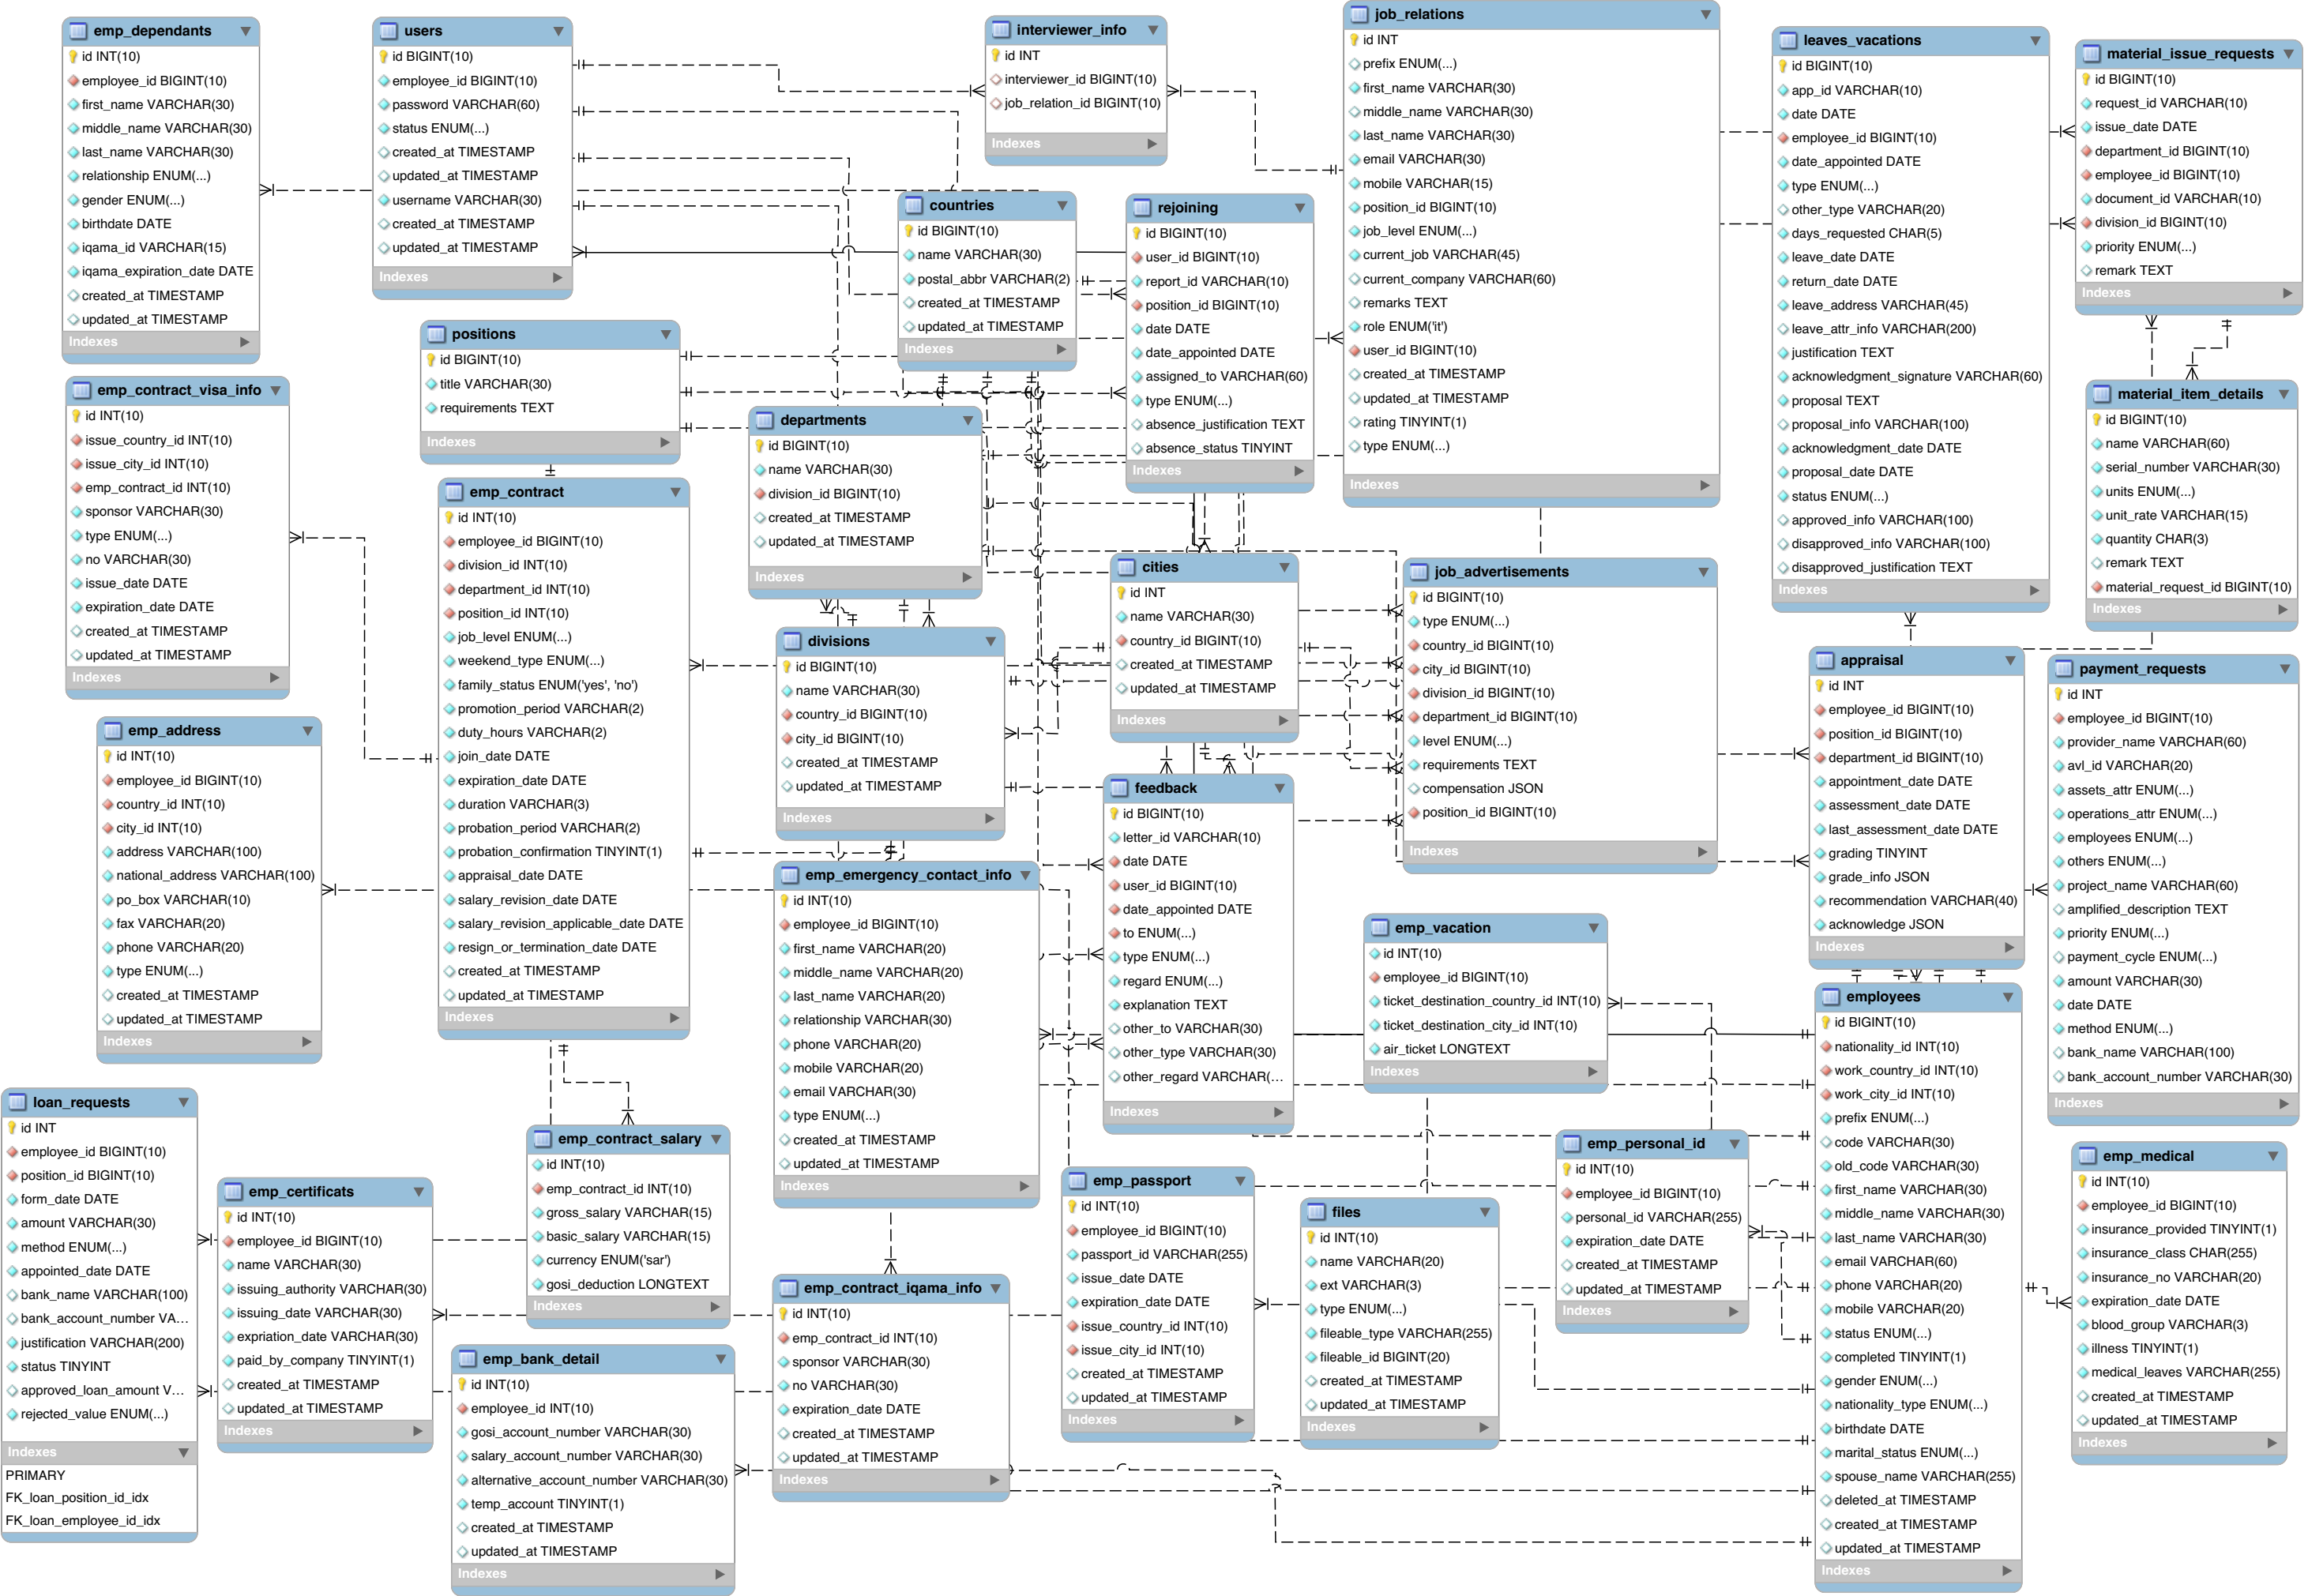 emp_dependants
id INT(10)
employee_id BIGINT(10)
first_name VARCHAR(30)
middle_name VARCHAR(30)
last_name VARCHAR(30)
relationship ENUM(...)
gender ENUM(...)
birthdate DATE
iqama_id VARCHAR(15)
iqama_expiration_date DATE
created_at TIMESTAMP
updated_at TIMESTAMP
Indexes
users
id BIGINT(10)
employee_id BIGINT(10)
password VARCHAR(60)
status ENUM(...)
created_at TIMESTAMP
updated_at TIMESTAMP
username VARCHAR(30)
created_at TIMESTAMP
updated_at TIMESTAMP
Indexes
interviewer_info
id INT
interviewer_id BIGINT(10)
job_relation_id BIGINT(10)
Indexes
job_relations
id INT
prefix ENUM(...)
first_name VARCHAR(30)
middle_name VARCHAR(30)
last_name VARCHAR(30)
email VARCHAR(30)
mobile VARCHAR(15)
position_id BIGINT(10)
job_level ENUM(...)
current_job VARCHAR(45)
current_company VARCHAR(60)
remarks TEXT
role ENUM('it')
user_id BIGINT(10)
created_at TIMESTAMP
updated_at TIMESTAMP
rating TINYINT(1)
type ENUM(...)
Indexes
leaves_vacations
id BIGINT(10)
app_id VARCHAR(10)
date DATE
employee_id BIGINT(10)
date_appointed DATE
type ENUM(...)
other_type VARCHAR(20)
days_requested CHAR(5)
leave_date DATE
return_date DATE
leave_address VARCHAR(45)
leave_attr_info VARCHAR(200)
justification TEXT
acknowledgment_signature VARCHAR(60)
proposal TEXT
proposal_info VARCHAR(100)
acknowledgment_date DATE
proposal_date DATE
status ENUM(...)
approved_info VARCHAR(100)
disapproved_info VARCHAR(100)
disapproved_justification TEXT
Indexes
material_issue_requests
id BIGINT(10)
request_id VARCHAR(10)
issue_date DATE
department_id BIGINT(10)
employee_id BIGINT(10)
document_id VARCHAR(10)
division_id BIGINT(10)
priority ENUM(...)
remark TEXT
Indexes
countries
id BIGINT(10)
name VARCHAR(30)
postal_abbr VARCHAR(2)
created_at TIMESTAMP
updated_at TIMESTAMP
Indexes
rejoining
id BIGINT(10)
user_id BIGINT(10)
report_id VARCHAR(10)
position_id BIGINT(10)
date DATE
date_appointed DATE
assigned_to VARCHAR(60)
type ENUM(...)
absence_justification TEXT
absence_status TINYINT
Indexes
positions
id BIGINT(10)
title VARCHAR(30)
requirements TEXT
Indexes
emp_contract_visa_info
id INT(10)
issue_country_id INT(10)
issue_city_id INT(10)
emp_contract_id INT(10)
sponsor VARCHAR(30)
type ENUM(...)
no VARCHAR(30)
issue_date DATE
expiration_date DATE
created_at TIMESTAMP
updated_at TIMESTAMP
Indexes
material_item_details
id BIGINT(10)
name VARCHAR(60)
serial_number VARCHAR(30)
units ENUM(...)
unit_rate VARCHAR(15)
quantity CHAR(3)
remark TEXT
material_request_id BIGINT(10)
Indexes
departments
id BIGINT(10)
name VARCHAR(30)
division_id BIGINT(10)
created_at TIMESTAMP
updated_at TIMESTAMP
Indexes
emp_contract
id INT(10)
employee_id BIGINT(10)
division_id INT(10)
department_id INT(10)
position_id INT(10)
job_level ENUM(...)
weekend_type ENUM(...)
family_status ENUM('yes', 'no')
promotion_period VARCHAR(2)
duty_hours VARCHAR(2)
join_date DATE
expiration_date DATE
duration VARCHAR(3)
probation_period VARCHAR(2)
probation_confirmation TINYINT(1)
appraisal_date DATE
salary_revision_date DATE
salary_revision_applicable_date DATE
resign_or_termination_date DATE
created_at TIMESTAMP
updated_at TIMESTAMP
Indexes
cities
id INT
name VARCHAR(30)
country_id BIGINT(10)
created_at TIMESTAMP
updated_at TIMESTAMP
Indexes
job_advertisements
id BIGINT(10)
type ENUM(...)
country_id BIGINT(10)
city_id BIGINT(10)
division_id BIGINT(10)
department_id BIGINT(10)
level ENUM(...)
requirements TEXT
compensation JSON
position_id BIGINT(10)
Indexes
divisions
id BIGINT(10)
name VARCHAR(30)
country_id BIGINT(10)
city_id BIGINT(10)
created_at TIMESTAMP
updated_at TIMESTAMP
Indexes
appraisal
id INT
employee_id BIGINT(10)
position_id BIGINT(10)
department_id BIGINT(10)
appointment_date DATE
assessment_date DATE
last_assessment_date DATE
grading TINYINT
grade_info JSON
recommendation VARCHAR(40)
acknowledge JSON
Indexes
payment_requests
id INT
employee_id BIGINT(10)
provider_name VARCHAR(60)
avl_id VARCHAR(20)
assets_attr ENUM(...)
operations_attr ENUM(...)
employees ENUM(...)
others ENUM(...)
project_name VARCHAR(60)
amplified_description TEXT
priority ENUM(...)
payment_cycle ENUM(...)
amount VARCHAR(30)
date DATE
method ENUM(...)
bank_name VARCHAR(100)
bank_account_number VARCHAR(30)
Indexes
emp_address
id INT(10)
employee_id BIGINT(10)
country_id INT(10)
city_id INT(10)
address VARCHAR(100)
national_address VARCHAR(100)
po_box VARCHAR(10)
fax VARCHAR(20)
phone VARCHAR(20)
type ENUM(...)
created_at TIMESTAMP
updated_at TIMESTAMP
Indexes
feedback
id BIGINT(10)
letter_id VARCHAR(10)
date DATE
user_id BIGINT(10)
date_appointed DATE
to ENUM(...)
type ENUM(...)
regard ENUM(...)
explanation TEXT
other_to VARCHAR(30)
other_type VARCHAR(30)
other_regard VARCHAR(...
Indexes
emp_emergency_contact_info
id INT(10)
employee_id BIGINT(10)
first_name VARCHAR(20)
middle_name VARCHAR(20)
last_name VARCHAR(20)
relationship VARCHAR(30)
phone VARCHAR(20)
mobile VARCHAR(20)
email VARCHAR(30)
type ENUM(...)
created_at TIMESTAMP
updated_at TIMESTAMP
Indexes
emp_vacation
id INT(10)
employee_id BIGINT(10)
ticket_destination_country_id INT(10)
ticket_destination_city_id INT(10)
air_ticket LONGTEXT
Indexes
employees
id BIGINT(10)
nationality_id INT(10)
work_country_id INT(10)
work_city_id INT(10)
prefix ENUM(...)
code VARCHAR(30)
old_code VARCHAR(30)
first_name VARCHAR(30)
middle_name VARCHAR(30)
last_name VARCHAR(30)
email VARCHAR(60)
phone VARCHAR(20)
mobile VARCHAR(20)
status ENUM(...)
completed TINYINT(1)
gender ENUM(...)
nationality_type ENUM(...)
birthdate DATE
marital_status ENUM(...)
spouse_name VARCHAR(255)
deleted_at TIMESTAMP
created_at TIMESTAMP
updated_at TIMESTAMP
Indexes
loan_requests
id INT
employee_id BIGINT(10)
position_id BIGINT(10)
form_date DATE
amount VARCHAR(30)
method ENUM(...)
appointed_date DATE
bank_name VARCHAR(100)
bank_account_number VA...
justification VARCHAR(200)
status TINYINT
approved_loan_amount V...
rejected_value ENUM(...)
Indexes
PRIMARY
FK_loan_position_id_idx
FK_loan_employee_id_idx
emp_certificats
id INT(10)
employee_id BIGINT(10)
name VARCHAR(30)
issuing_authority VARCHAR(30)
issuing_date VARCHAR(30)
expriation_date VARCHAR(30)
paid_by_company TINYINT(1)
created_at TIMESTAMP
updated_at TIMESTAMP
Indexes
emp_contract_salary
id INT(10)
emp_contract_id INT(10)
gross_salary VARCHAR(15)
basic_salary VARCHAR(15)
currency ENUM('sar')
gosi_deduction LONGTEXT
Indexes
emp_personal_id
id INT(10)
employee_id BIGINT(10)
personal_id VARCHAR(255)
expiration_date DATE
created_at TIMESTAMP
updated_at TIMESTAMP
Indexes
emp_medical
id INT(10)
employee_id BIGINT(10)
insurance_provided TINYINT(1)
insurance_class CHAR(255)
insurance_no VARCHAR(20)
expiration_date DATE
blood_group VARCHAR(3)
illness TINYINT(1)
medical_leaves VARCHAR(255)
created_at TIMESTAMP
updated_at TIMESTAMP
Indexes
emp_passport
id INT(10)
employee_id BIGINT(10)
passport_id VARCHAR(255)
issue_date DATE
expiration_date DATE
issue_country_id INT(10)
issue_city_id INT(10)
created_at TIMESTAMP
updated_at TIMESTAMP
Indexes
files
id INT(10)
name VARCHAR(20)
ext VARCHAR(3)
type ENUM(...)
fileable_type VARCHAR(255)
fileable_id BIGINT(20)
created_at TIMESTAMP
updated_at TIMESTAMP
Indexes
emp_contract_iqama_info
id INT(10)
emp_contract_id INT(10)
sponsor VARCHAR(30)
no VARCHAR(30)
expiration_date DATE
created_at TIMESTAMP
updated_at TIMESTAMP
Indexes
emp_bank_detail
id INT(10)
employee_id INT(10)
gosi_account_number VARCHAR(30)
salary_account_number VARCHAR(30)
alternative_account_number VARCHAR(30)
temp_account TINYINT(1)
created_at TIMESTAMP
updated_at TIMESTAMP
Indexes